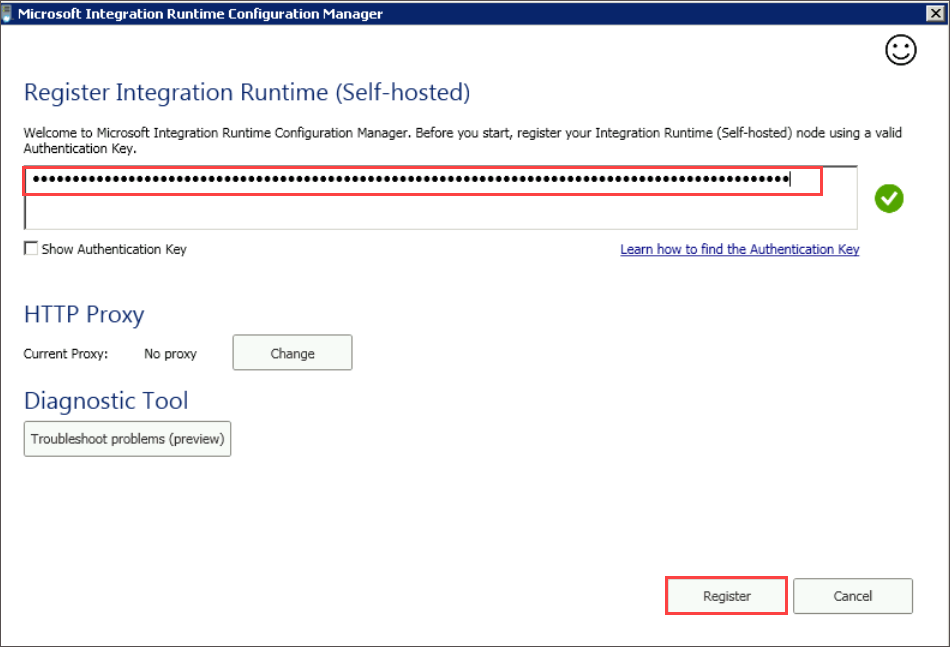 Microsoft Integration Runtime Configuration Manager
Register Integration Runtime (Self-hosted)
Welcome to Microsoft Integration Runtime Configuration Manager. Before you start, register your Integration Runtime (Self-hosted) node using a valid
Authentication Key.
Show Authentication Key
Learn how to find the Authentication Key
HTTP Proxy
Current Proxy: No proxy Change
Diagnostic Tool
Troubleshoot problems (preview)
Register Cancel